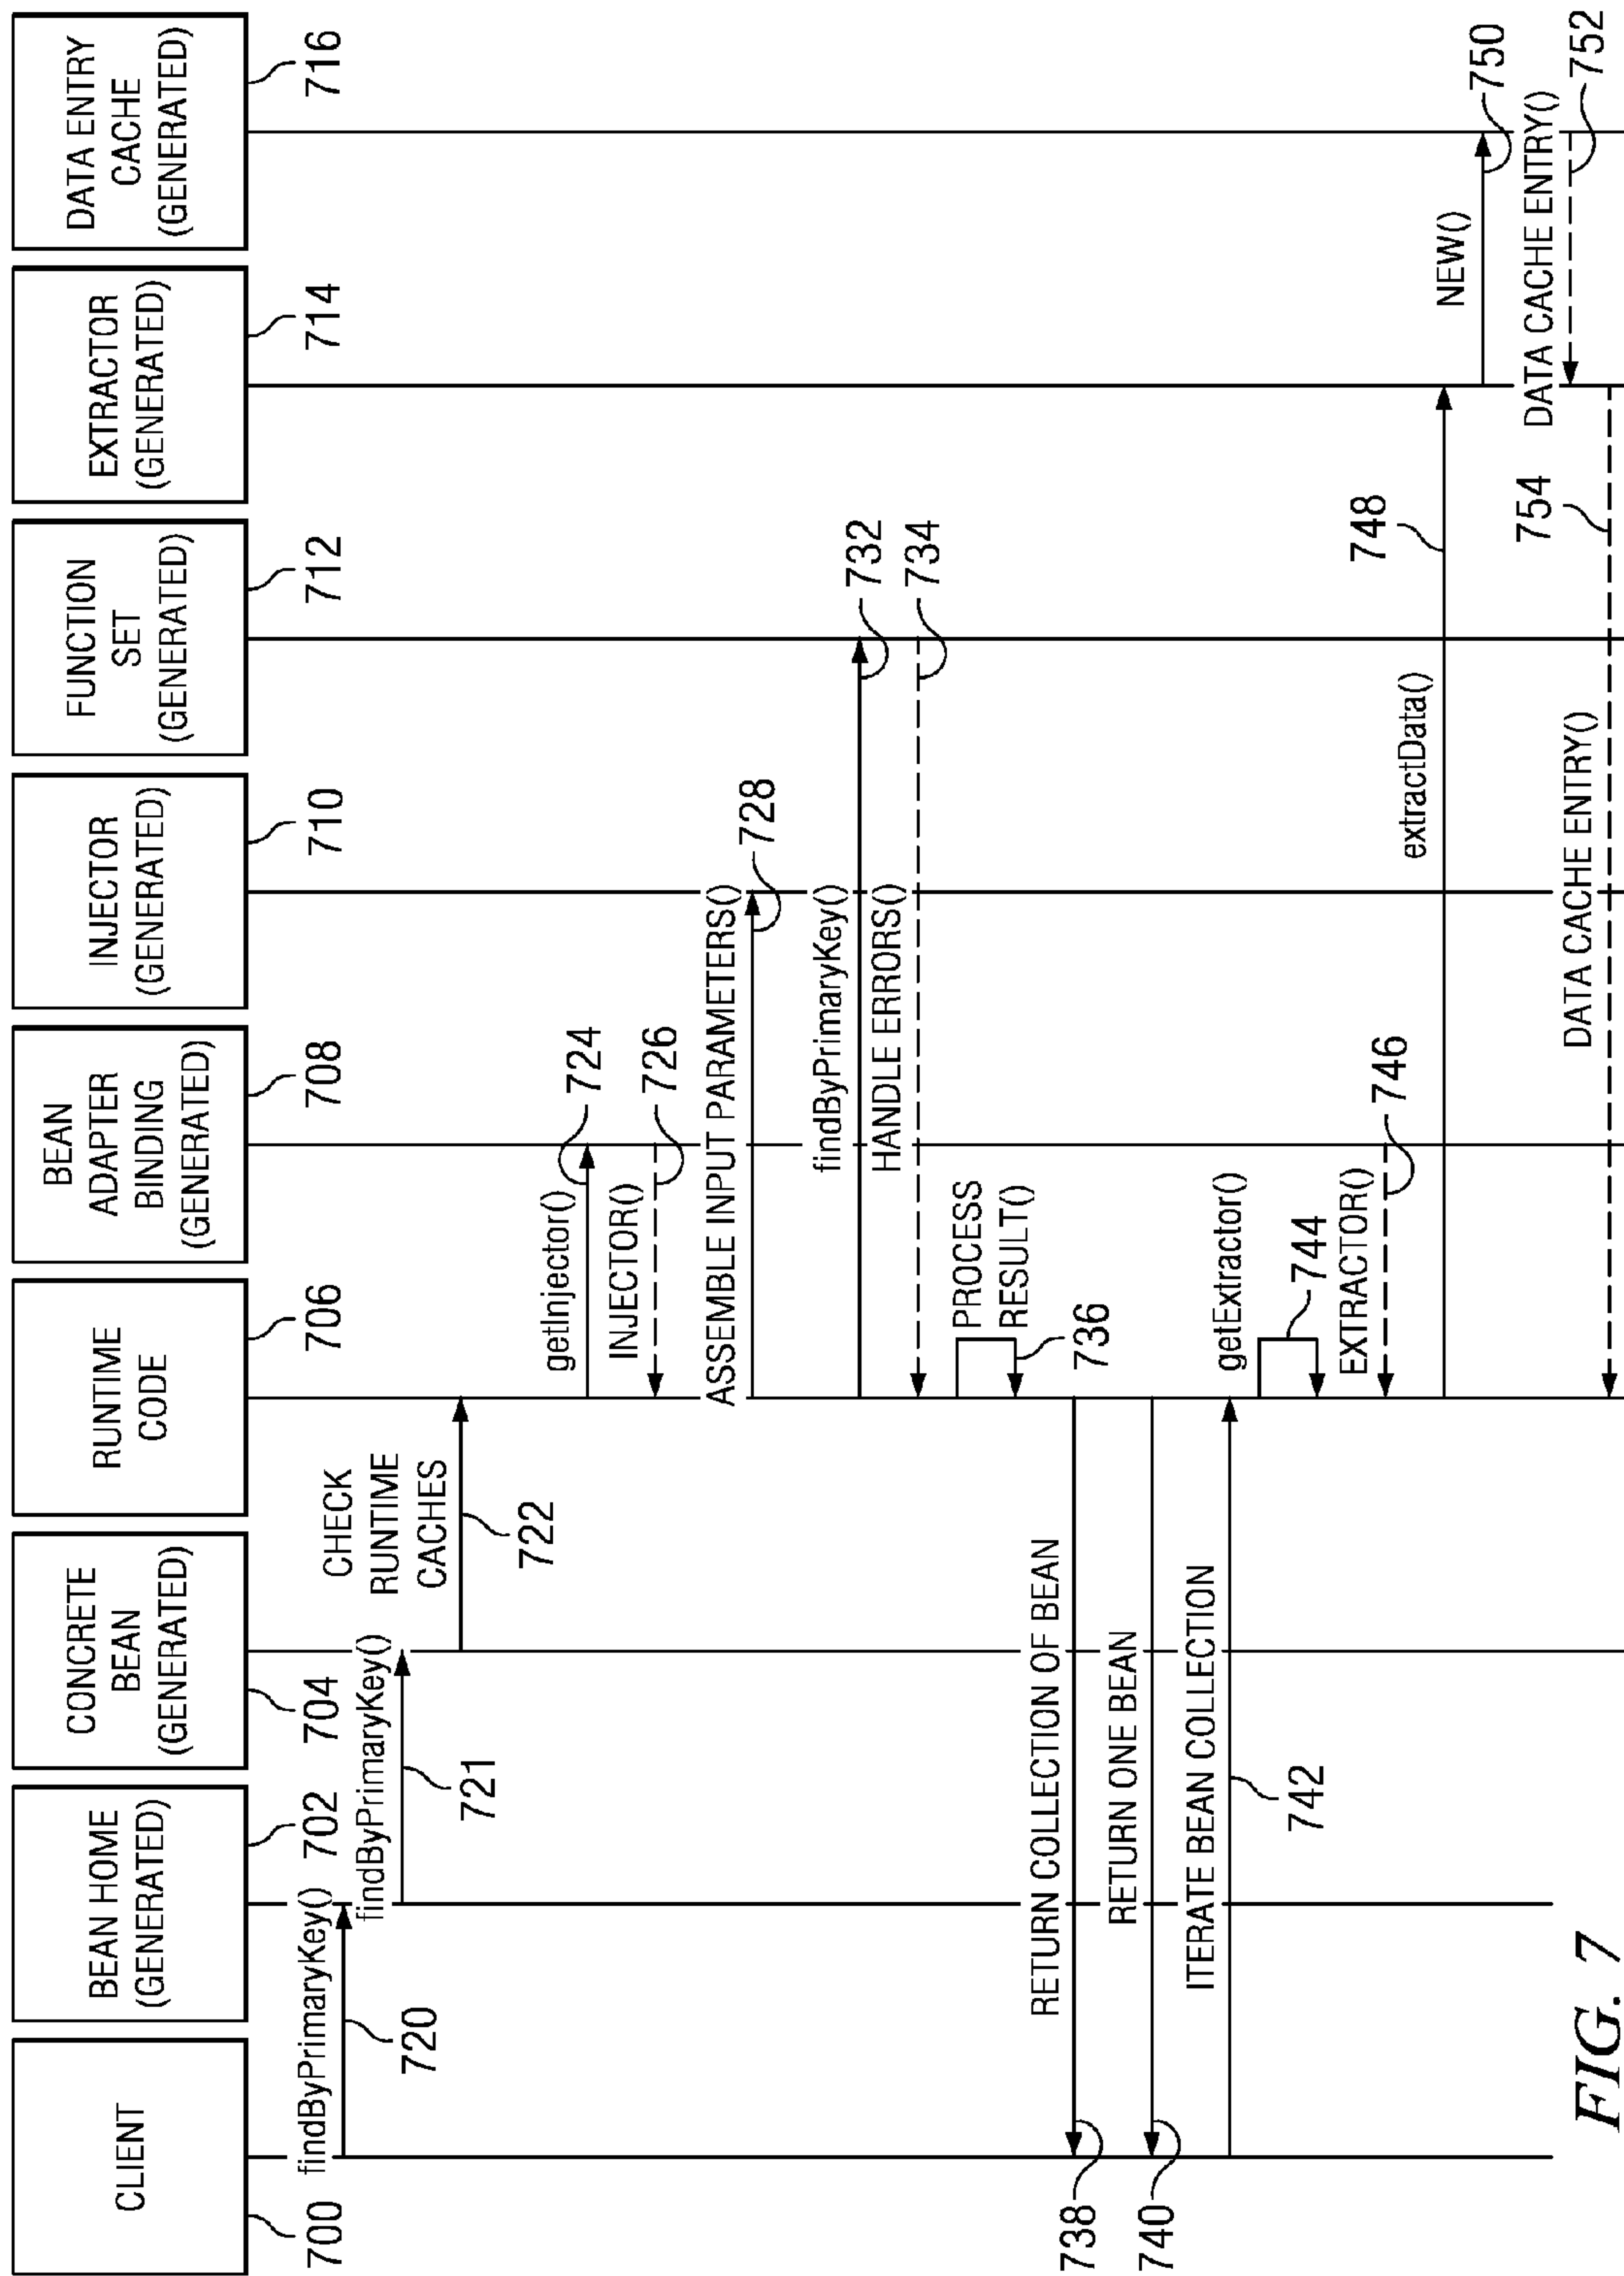 CLIENT
700
BEAN HOME
(GENERATED)
702
CONCRETE
BEAN
(GENERATED)
704
RUNTIME
CODE
706
BEAN
ADAPTER
BINDING
(GENERATED)
708
INJECTOR
(GENERATED)
710
FUNCTION
SET
(GENERATED)
712
EXTRACTOR
(GENERATED)
714
DATA ENTRY
CACHE
(GENERATED)
716
findByPrimaryKey()
720
findByPrimaryKey()
721
CHECK
RUNTIME
CACHES
722
getInjector()
724
INJECTOR()
726
ASSEMBLE INPUT PARAMETERS()
728
findByPrimaryKey()
732
HANDLE ERRORS()
734
PROCESS
RESULT()
736
RETURN COLLECTION OF BEAN
738
RETURN ONE BEAN
740
ITERATE BEAN COLLECTION
742
getExtractor()
744
EXTRACTOR()
746
extractData()
748
NEW()
750
DATA CACHE ENTRY()
752
DATA CACHE ENTRY()
754
FIG. 7